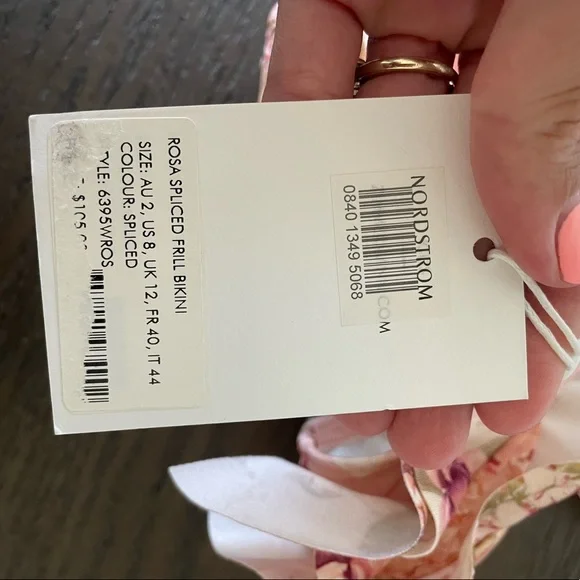 ROSA SPLICED FRILL BIKINI
SIZE: AU 2, US 8, UK 12, FR 40, IT 44
COLOUR: SPLICED
6395WROS
NORDSTROM
.COM
0840 1349 5068